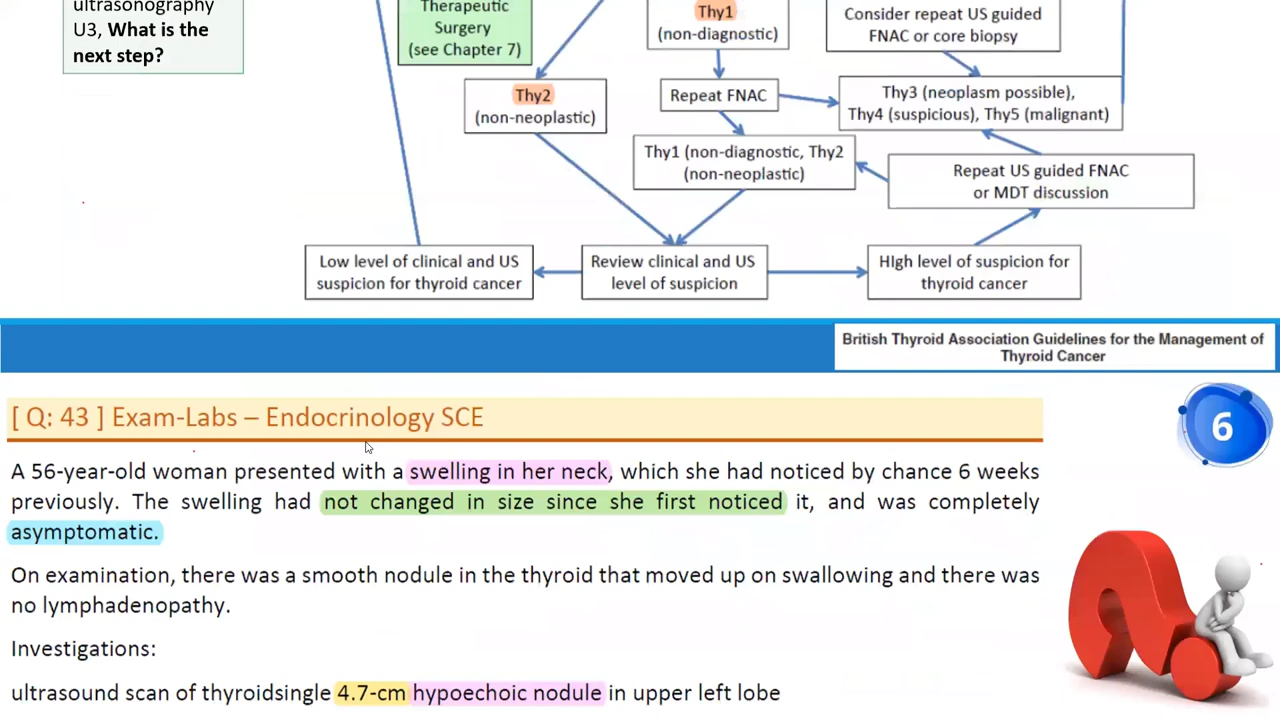 ultrasonography
U3, What is the
next step?
Therapeutic
Surgery
(see Chapter 7)
Thy1
(non-diagnostic)
Consider repeat US guided
FNAC or core biopsy
Thy2
(non-neoplastic)
Repeat FNAC
Thy3 (neoplasm possible),
Thy4 (suspicious), Thy5 (malignant)
Thy1 (non-diagnostic, Thy2
(non-neoplastic)
Repeat US guided FNAC
or MDT discussion
Low level of clinical and US
suspicion for thyroid cancer
Review clinical and US
level of suspicion
HIgh level of suspicion for
thyroid cancer
British Thyroid Association Guidelines for the Management of
Thyroid Cancer
[ Q: 43 ] Exam-Labs – Endocrinology SCE
6
A 56-year-old woman presented with a swelling in her neck, which she had noticed by chance 6 weeks
previously. The swelling had not changed in size since she first noticed it, and was completely
asymptomatic.
On examination, there was a smooth nodule in the thyroid that moved up on swallowing and there was
no lymphadenopathy.
Investigations:
ultrasound scan of thyroidsingle 4.7-cm hypoechoic nodule in upper left lobe